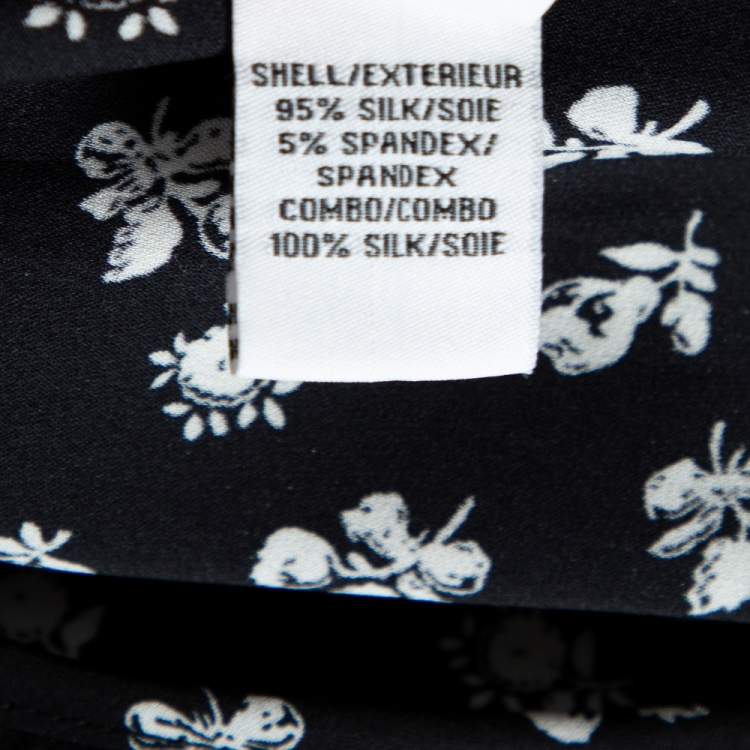 SHELL/EXTERIEUR
95% SILK/SOIE
5% SPANDEX/
SPANDEX
COMBO/COMBO
100% SILK/SOIE